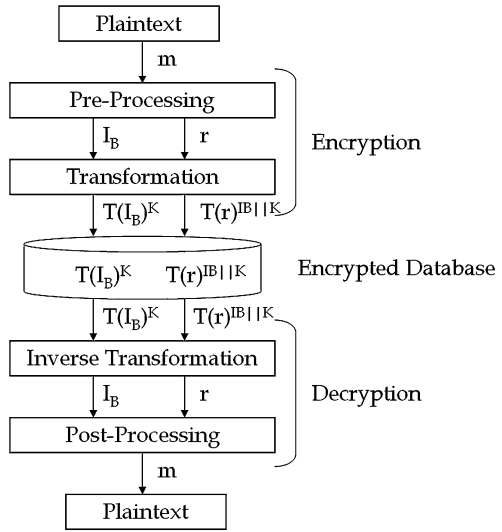 Plaintext
m
Pre-Processing
I_B r
Encryption
Transformation
T(I_B)^K T(r)^IB||K
T(I_B)^K T(r)^IB||K
Encrypted Database
T(I_B)^K T(r)^IB||K
Inverse Transformation
I_B r
Decryption
Post-Processing
m
Plaintext